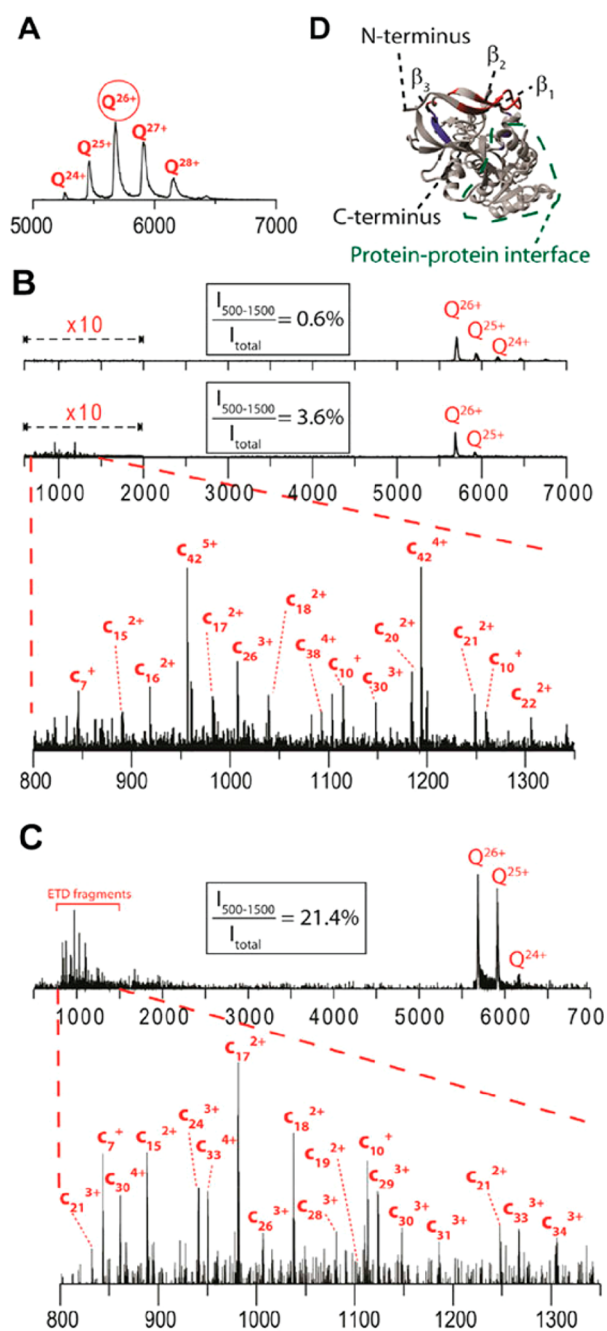 A
Q24+
Q25+
Q26+
Q27+
Q28+
5000 6000 7000
D
N-terminus
β3
β2
β1
C-terminus
Protein-protein interface
B
x10
I500-1500
Itotal
= 0.6%
Q26+
Q25+
Q24+
x10
I500-1500
Itotal
= 3.6%
Q26+
Q25+
1000 2000 3000 4000 5000 6000 7000
c7+
c15 2+
c16 2+
c42 5+
c17 2+
c26 3+
c18 2+
c38 4+
c10+
c30 3+
c20 2+
c42 4+
c21 2+
c10+
c22 2+
800 900 1000 1100 1200 1300
C
ETD fragments
I500-1500
Itotal
= 21.4%
Q26+
Q25+
Q24+
1000 2000 3000 4000 5000 6000 700
c21 3+
c7+
c30 4+
c15 2+
c24 3+
c33 4+
c17 2+
c26 3+
c18 2+
c19 2+
c28 3+
c10+
c29 3+
c30 3+
c31 3+
c21 2+
c33 3+
c34 3+
800 900 1000 1100 1200 1300